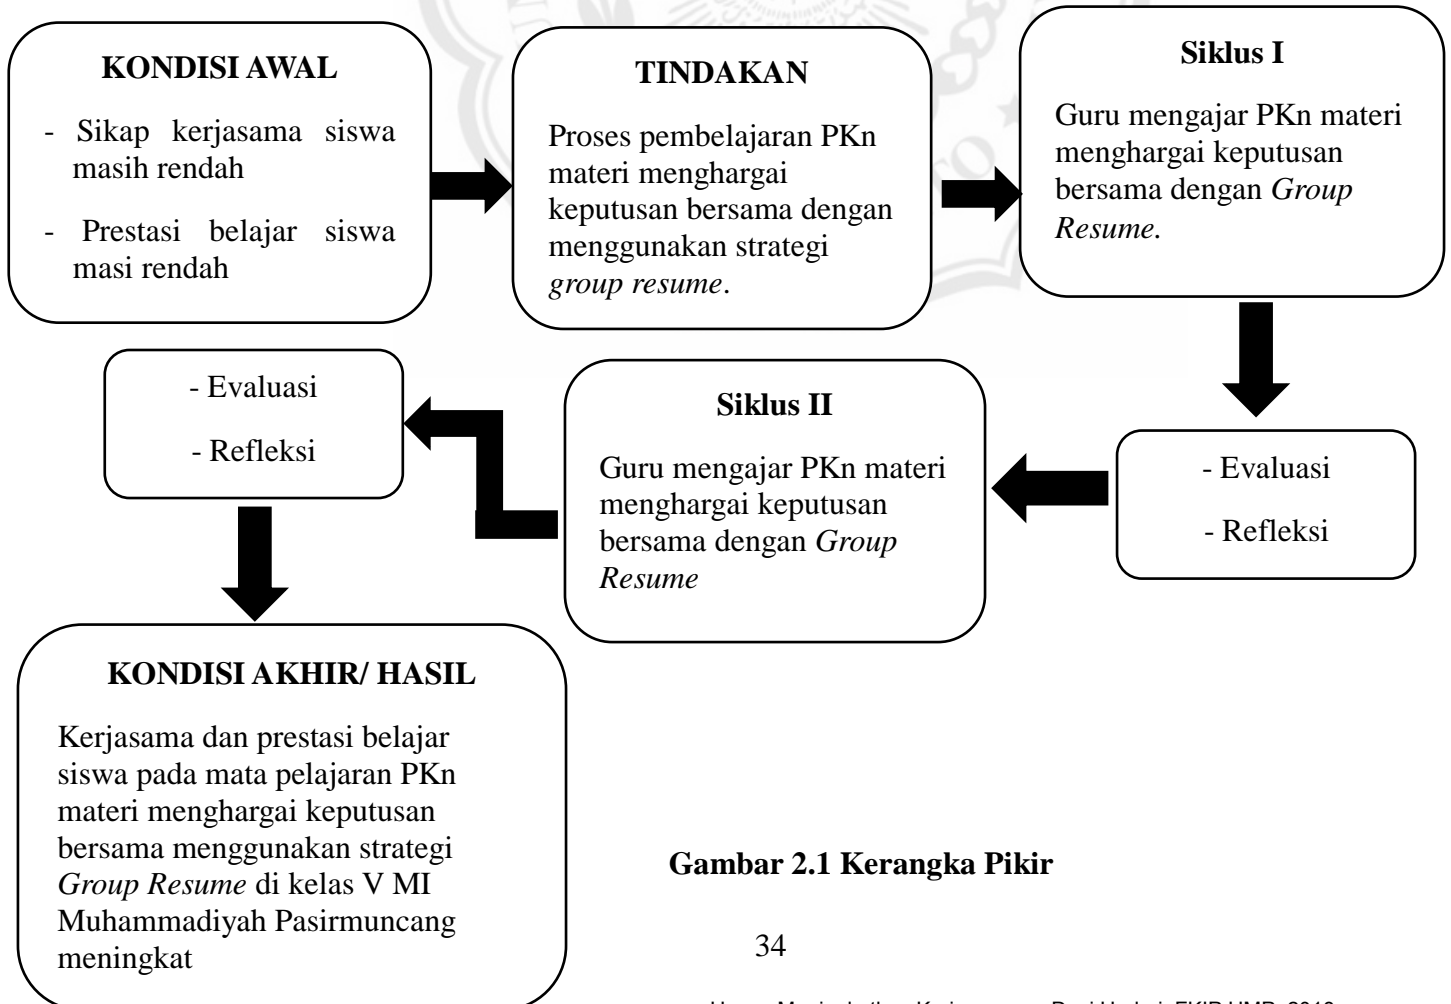 KONDISI AWAL
- Sikap kerjasama siswa
masih rendah
- Prestasi belajar siswa
masi rendah
TINDAKAN
Proses pembelajaran PKn
materi menghargai
keputusan bersama dengan
menggunakan strategi
group resume.
Siklus I
Guru mengajar PKn materi
menghargai keputusan
bersama dengan Group
Resume.
- Evaluasi
- Refleksi
Siklus II
Guru mengajar PKn materi
menghargai keputusan
bersama dengan Group
Resume
- Evaluasi
- Refleksi
KONDISI AKHIR/ HASIL
Kerjasama dan prestasi belajar
siswa pada mata pelajaran PKn
materi menghargai keputusan
bersama menggunakan strategi
Group Resume di kelas V MI
Muhammadiyah Pasirmuncang
meningkat
Gambar 2.1 Kerangka Pikir
34